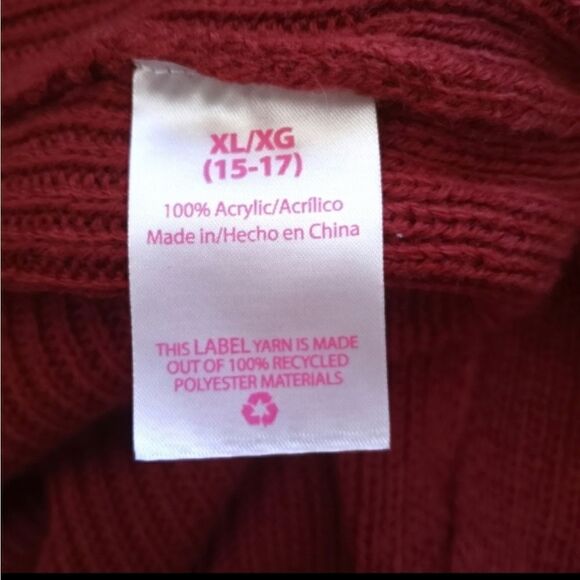 XL/XG
(15-17)
100% Acrylic/Acrílico
Made in/Hecho en China
THIS LABEL YARN IS MADE
OUT OF 100% RECYCLED
POLYESTER MATERIALS